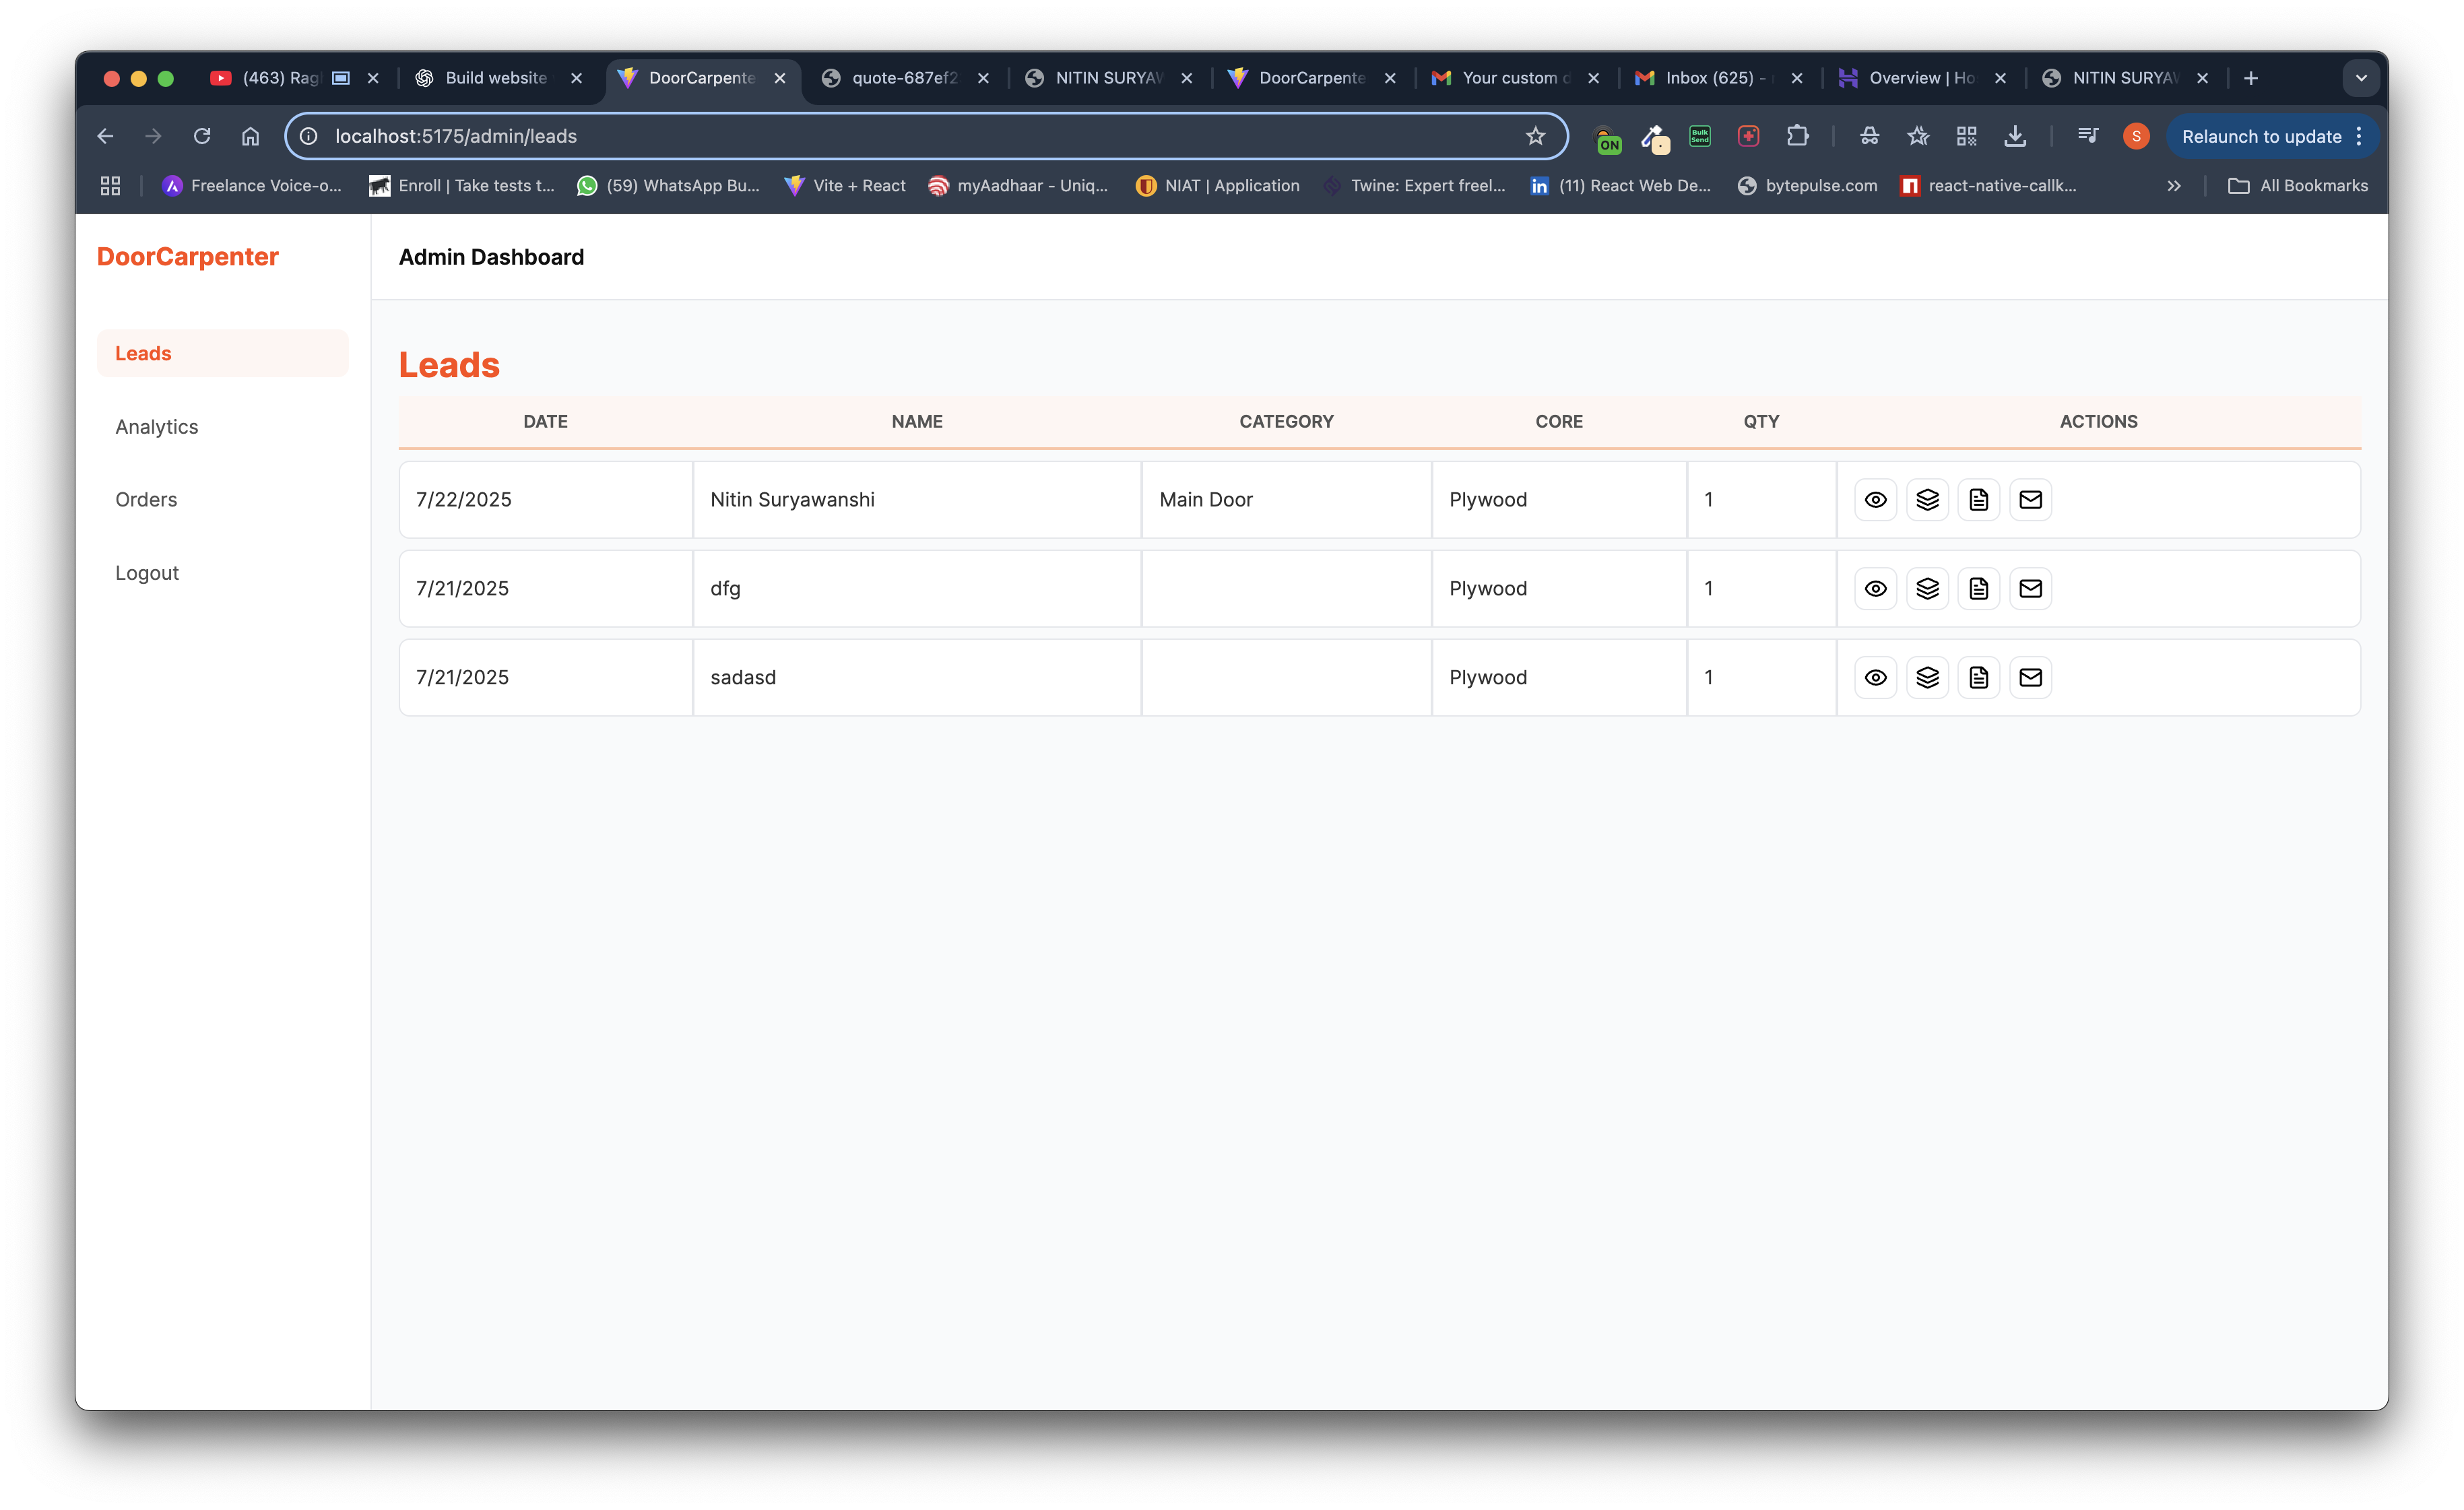 (463) Rag
Build website
DoorCarpente
quote-687ef2
NITIN SURYAW
DoorCarpente
Your custom d
Inbox (625) -
Overview | Ho
NITIN SURYAW
localhost:5175/admin/leads
ON
Bulk Send
S
Relaunch to update
Freelance Voice-o...
Enroll | Take tests t...
(59) WhatsApp Bu...
Vite + React
myAadhaar - Uniq...
NIAT | Application
Twine: Expert freel...
(11) React Web De...
bytepulse.com
react-native-callk...
All Bookmarks
DoorCarpenter
Admin Dashboard
Leads
Analytics
Orders
Logout
Leads
DATE NAME CATEGORY CORE QTY ACTIONS
7/22/2025 Nitin Suryawanshi Main Door Plywood 1
7/21/2025 dfg Plywood 1
7/21/2025 sadasd Plywood 1